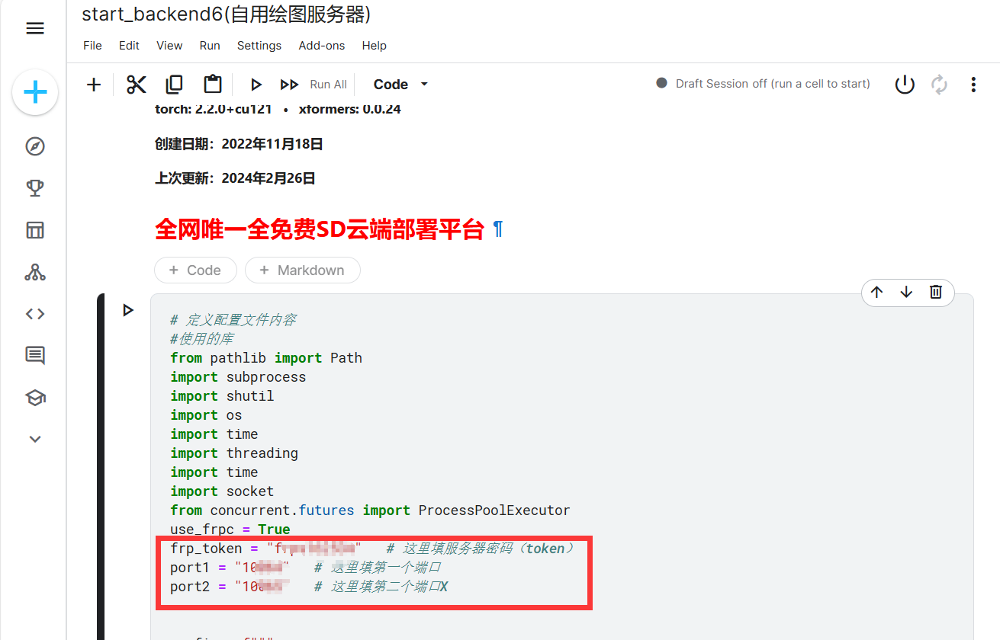 start_backend6(自用绘图服务器)
File Edit View Run Settings Add-ons Help
Run All Code Draft Session off (run a cell to start)
torch: 2.2.0+cu121 • xformers: 0.0.24
创建日期：2022年11月18日
上次更新：2024年2月26日
全网唯一全免费SD云端部署平台 ¶
+ Code + Markdown
# 定义配置文件内容
#使用的库
from pathlib import Path
import subprocess
import shutil
import os
import time
import threading
import time
import socket
from concurrent.futures import ProcessPoolExecutor
use_frpc = True
frp_token = " " # 这里填服务器密码（token）
port1 = "10 " # 这里填第一个端口
port2 = "10 # 这里填第二个端口X